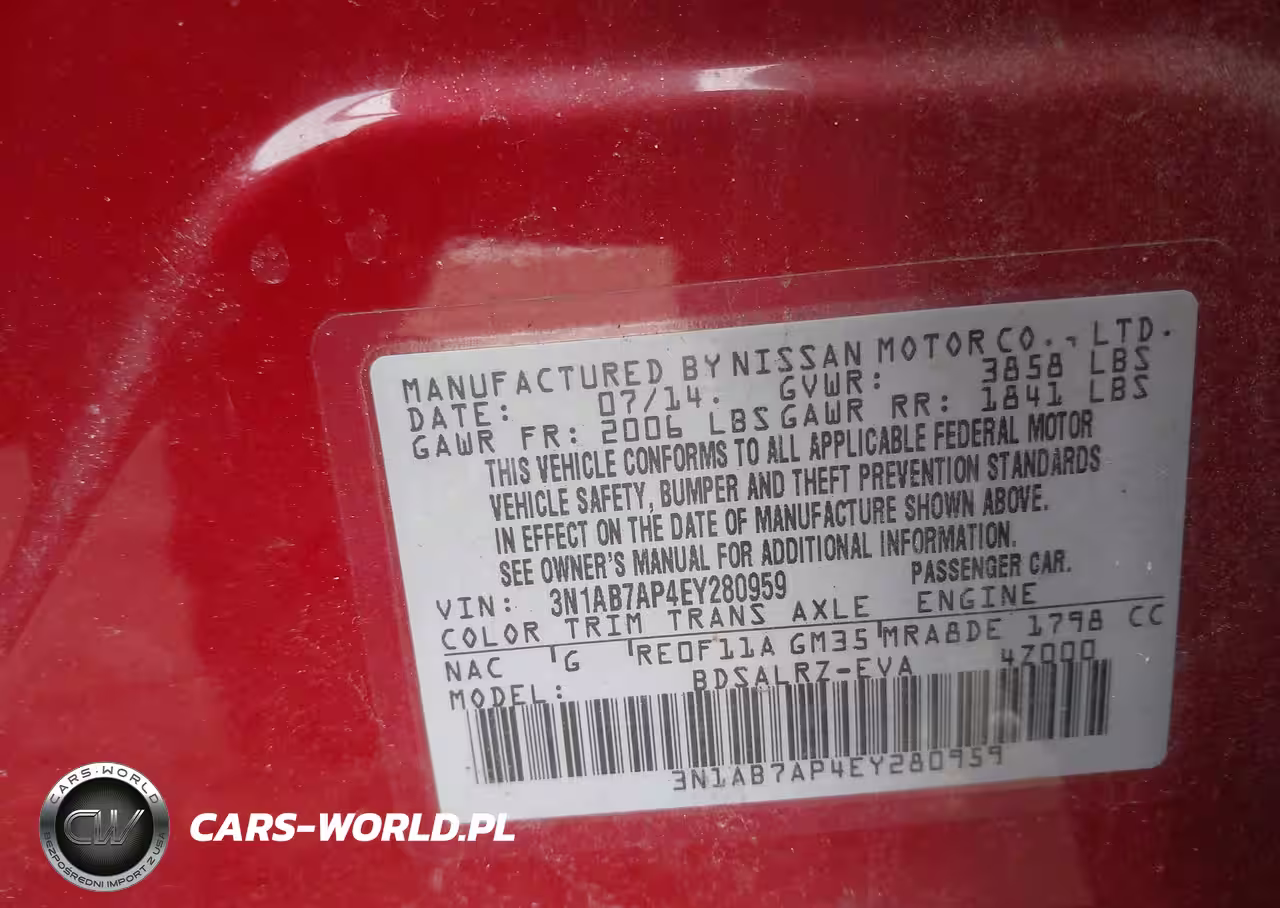 MANUFACTURED BY NISSAN MOTOR CO., LTD.
DATE: 07/14. GVWR: 3858 LBS
GAWR FR: 2006 LBS GAWR RR: 1841 LBS
THIS VEHICLE CONFORMS TO ALL APPLICABLE FEDERAL MOTOR
VEHICLE SAFETY, BUMPER AND THEFT PREVENTION STANDARDS
IN EFFECT ON THE DATE OF MANUFACTURE SHOWN ABOVE.
SEE OWNER'S MANUAL FOR ADDITIONAL INFORMATION.
VIN: 3N1AB7AP4EY280959 PASSENGER CAR.
COLOR TRIM TRANS AXLE ENGINE
NAC G RE0F11A GM35 MRA8DE 1798 CC
MODEL: BDSALRZ-EVA 4Z000
3N1AB7AP4EY280959
CARS-WORLD
CW
BEZPOŚREDNI IMPORT Z USA
CARS-WORLD.PL